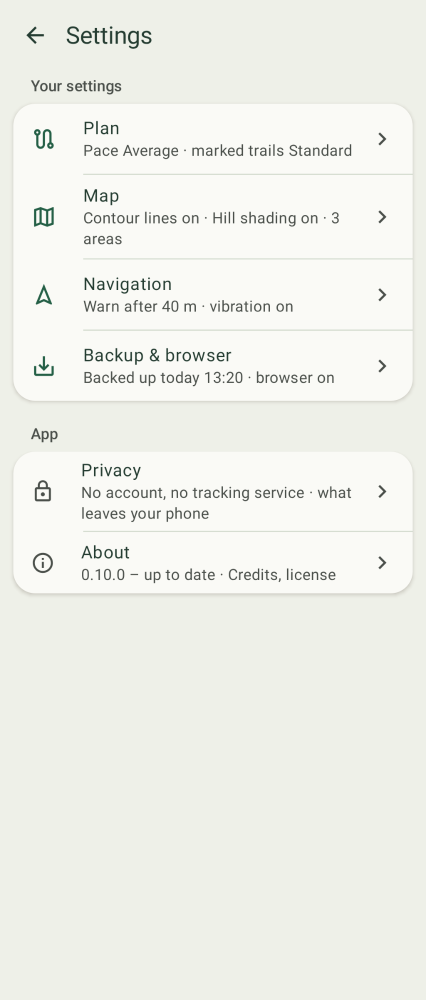 Settings
Your settings
Plan
Pace Average · marked trails Standard
Map
Contour lines on · Hill shading on · 3
areas
Navigation
Warn after 40 m · vibration on
Backup & browser
Backed up today 13:20 · browser on
App
Privacy
No account, no tracking service · what
leaves your phone
About
0.10.0 – up to date · Credits, license